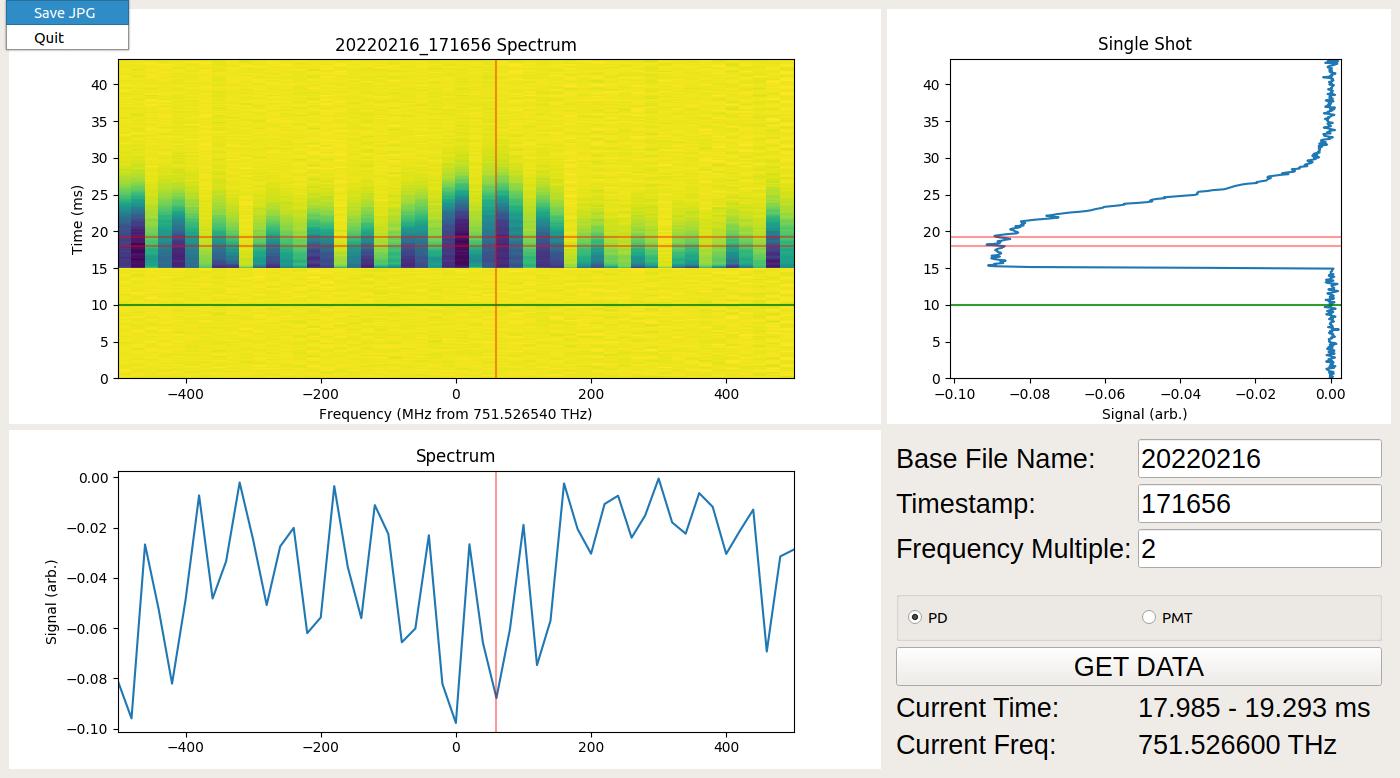 Save JPG
Quit
20220216_171656 Spectrum
40
35
30
25
20
15
10
5
0
Time (ms)
−400
−200
0
200
400
Frequency (MHz from 751.526540 THz)
Single Shot
40
35
30
25
20
15
10
5
0
−0.10
−0.08
−0.06
−0.04
−0.02
0.00
Signal (arb.)
Spectrum
0.00
−0.02
−0.04
−0.06
−0.08
−0.10
Signal (arb.)
−400
−200
0
200
400
Base File Name: 20220216
Timestamp: 171656
Frequency Multiple: 2
PD PMT
GET DATA
Current Time: 17.985 - 19.293 ms
Current Freq: 751.526600 THz